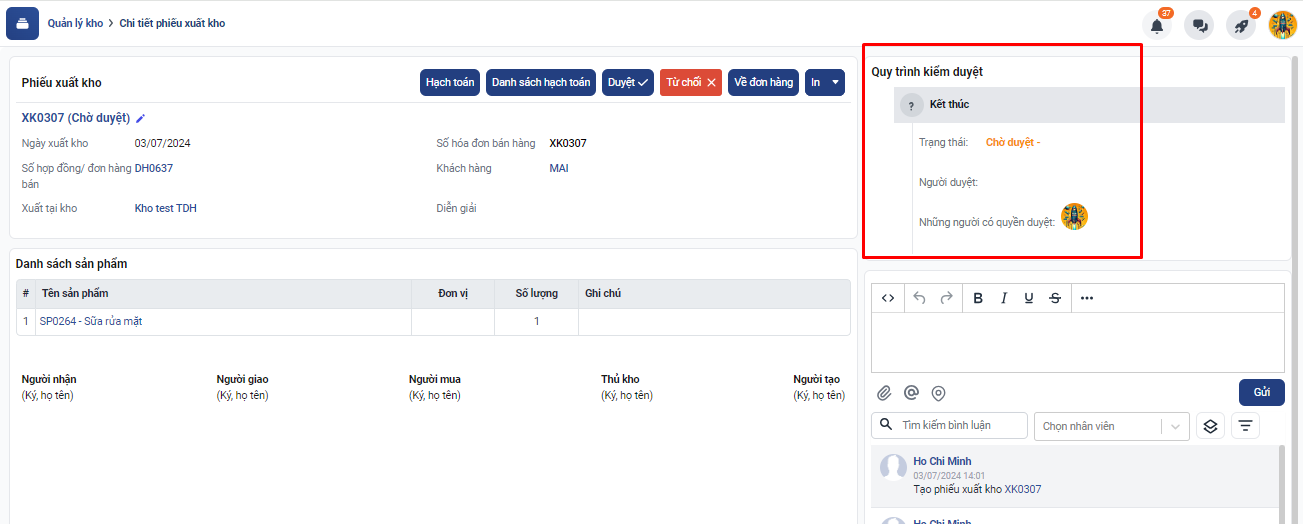 Quản lý kho > Chi tiết phiếu xuất kho
37
4
Phiếu xuất kho
Hạch toán
Danh sách hạch toán
Duyệt
Từ chối
Về đơn hàng
In
XK0307 (Chờ duyệt)
Ngày xuất kho 03/07/2024
Số hóa đơn bán hàng XK0307
Số hợp đồng/ đơn hàng DH0637
bán
Khách hàng MAI
Xuất tại kho Kho test TDH
Diễn giải
Danh sách sản phẩm
# Tên sản phẩm Đơn vị Số lượng Ghi chú
1 SP0264 - Sữa rửa mặt 1
Người nhận Người giao Người mua Thủ kho Người tạo
(Ký, họ tên) (Ký, họ tên) (Ký, họ tên) (Ký, họ tên) (Ký, họ tên)
Quy trình kiểm duyệt
? Kết thúc
Trạng thái: Chờ duyệt -
Người duyệt:
Những người có quyền duyệt:
B I U S
Gửi
Tìm kiếm bình luận
Chọn nhân viên
Ho Chi Minh
03/07/2024 14:01
Tạo phiếu xuất kho XK0307
Ho Chi Minh